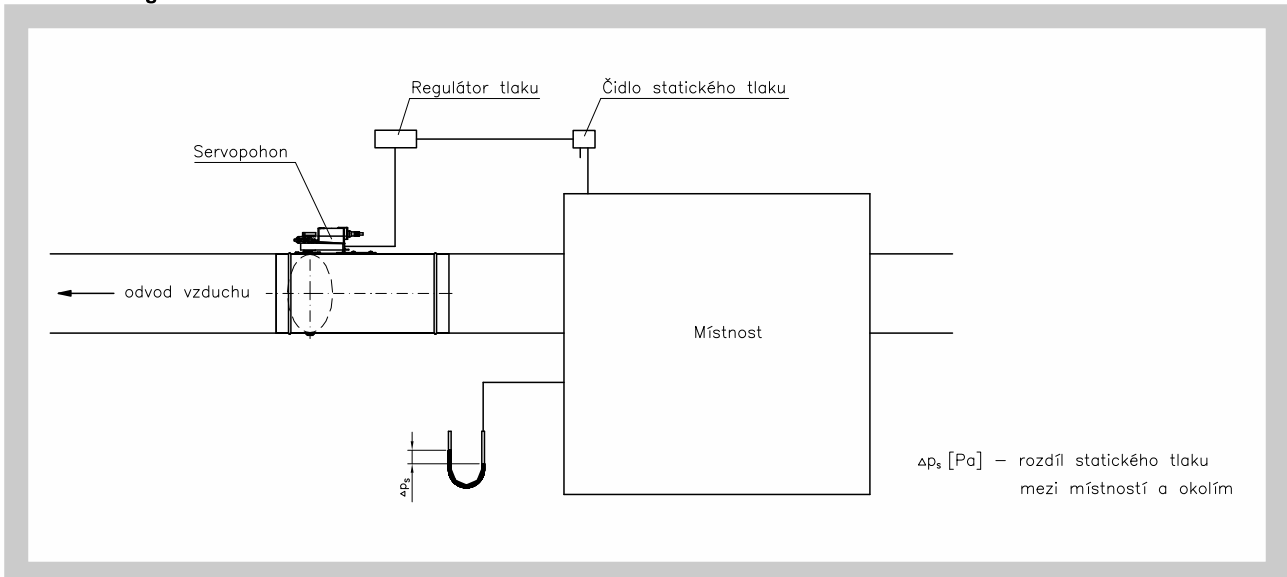 Regulátor tlaku
Čidlo statického tlaku
Servopohon
odvod vzduchu
Místnost
Δpₛ
Δpₛ [Pa] – rozdíl statického tlaku
mezi místností a okolím